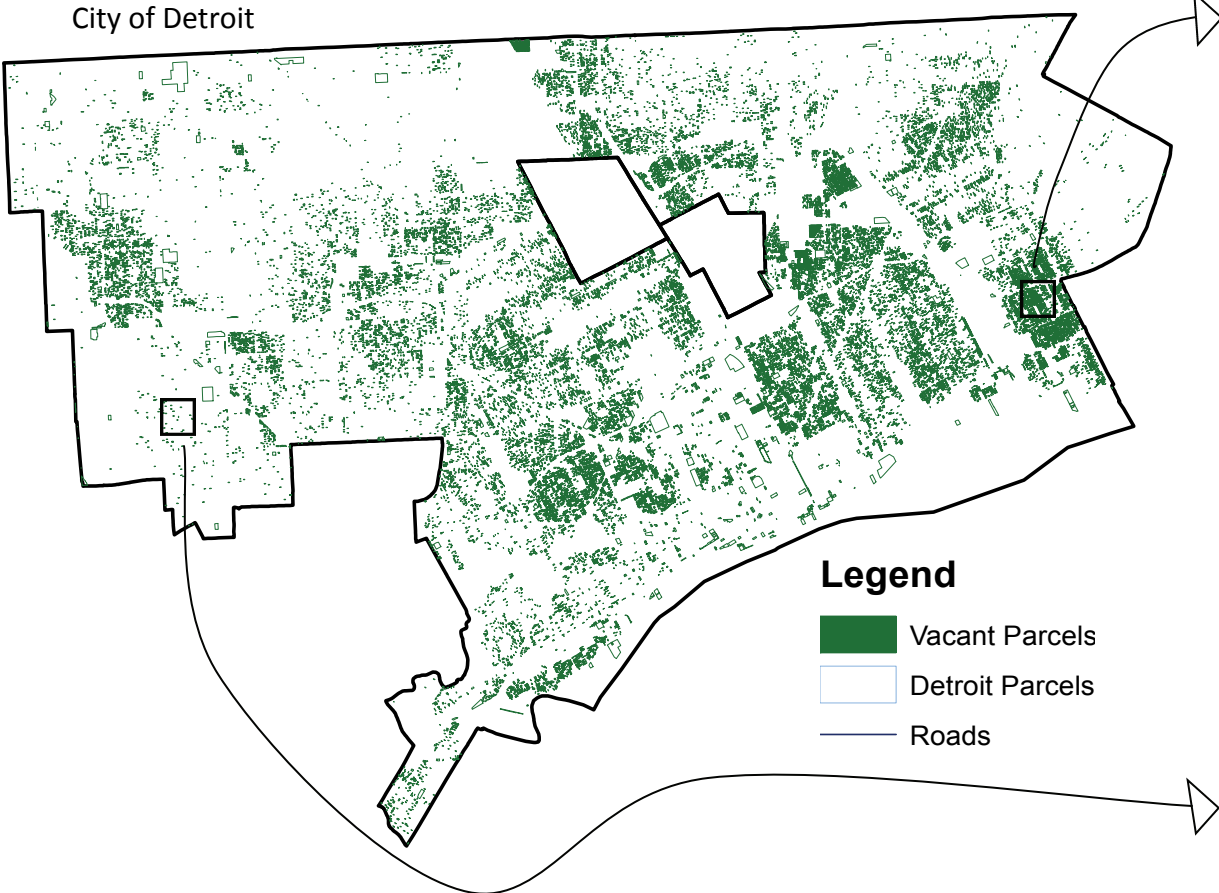 City of Detroit
Legend
Vacant Parcels
Detroit Parcels
Roads